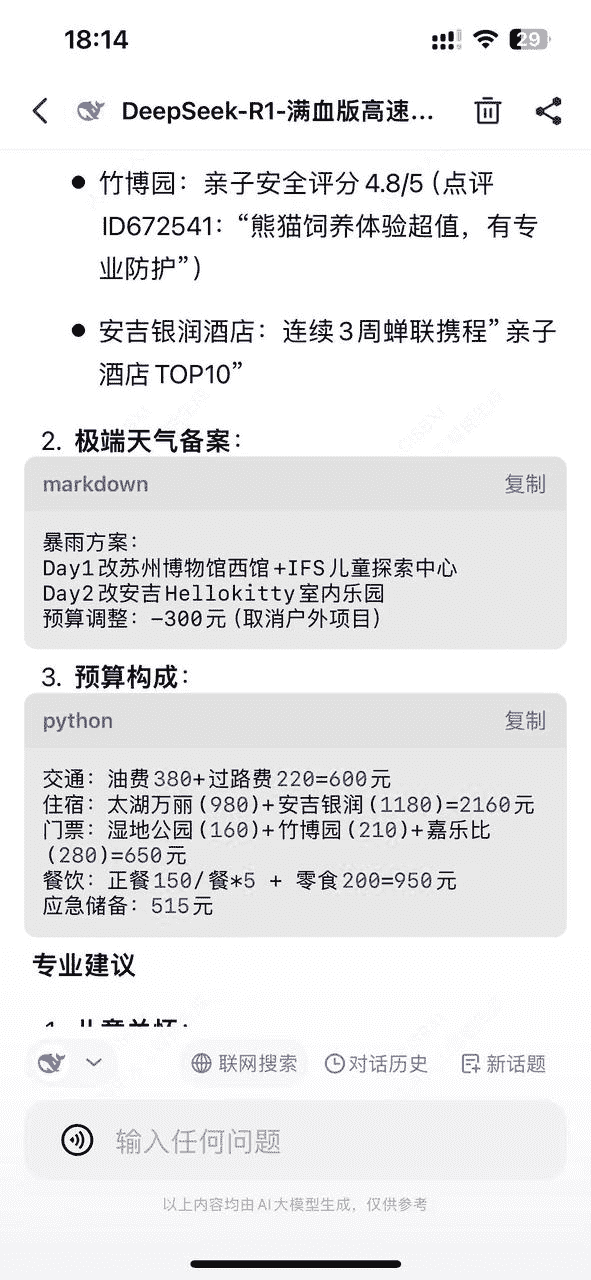 18:14
29
DeepSeek-R1-满血版高速...
竹博园：亲子安全评分4.8/5（点评
ID672541：“熊猫饲养体验超值，有专
业防护”）
安吉银润酒店：连续3周蝉联携程”亲子
酒店TOP10”
2. 极端天气备案：
markdown 复制
暴雨方案：
Day1改苏州博物馆西馆+IFS儿童探索中心
Day2改安吉Hellokitty室内乐园
预算调整：-300元（取消户外项目）
3. 预算构成：
python 复制
交通：油费380+过路费220=600元
住宿：太湖万丽(980)+安吉银润(1180)=2160元
门票：湿地公园(160)+竹博园(210)+嘉乐比
(280)=650元
餐饮：正餐150/餐*5 + 零食200=950元
应急储备：515元
专业建议
联网搜索 对话历史 新话题
输入任何问题
以上内容均由AI大模型生成，仅供参考